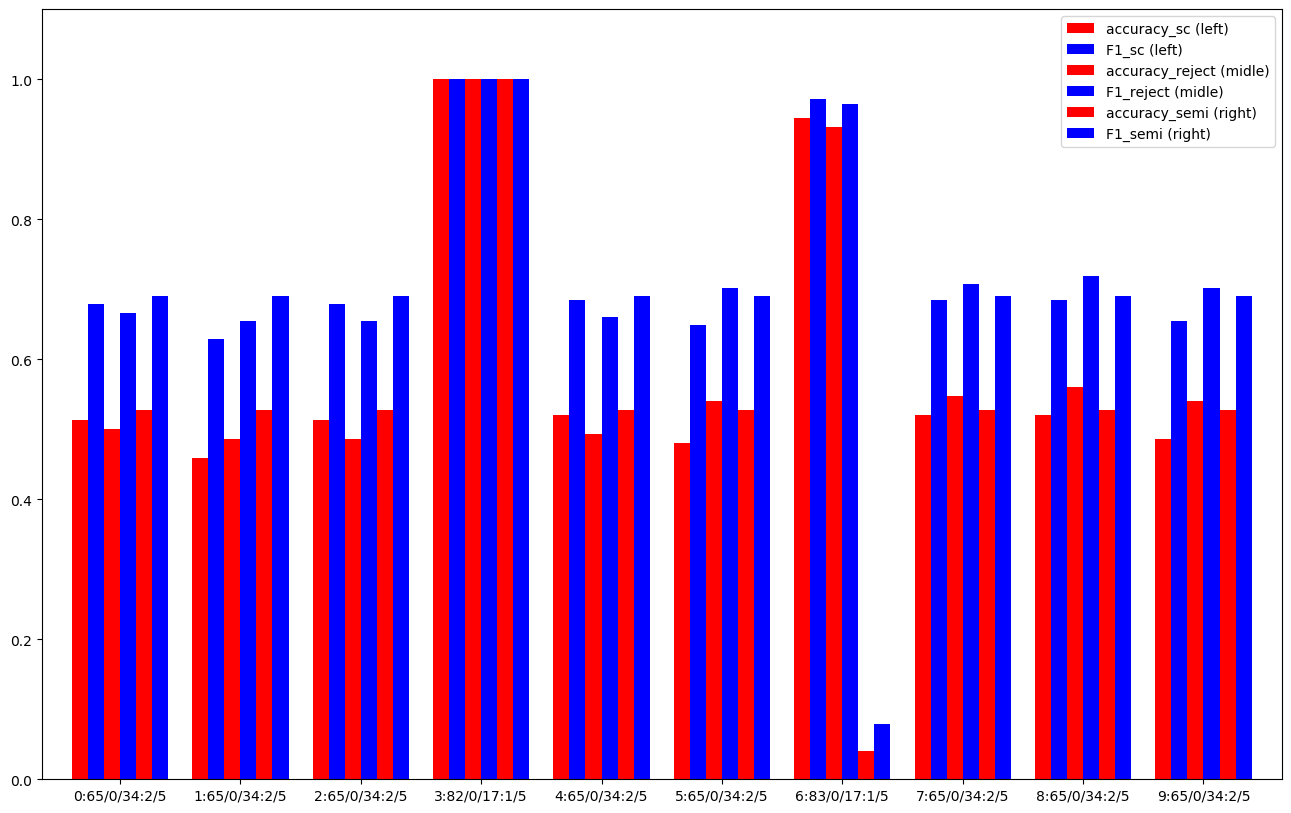 accuracy_sc (left)
F1_sc (left)
accuracy_reject (midle)
F1_reject (midle)
accuracy_semi (right)
F1_semi (right)
1.0
0.8
0.6
0.4
0.2
0.0
0:65/0/34:2/5 1:65/0/34:2/5 2:65/0/34:2/5 3:82/0/17:1/5 4:65/0/34:2/5 5:65/0/34:2/5 6:83/0/17:1/5 7:65/0/34:2/5 8:65/0/34:2/5 9:65/0/34:2/5